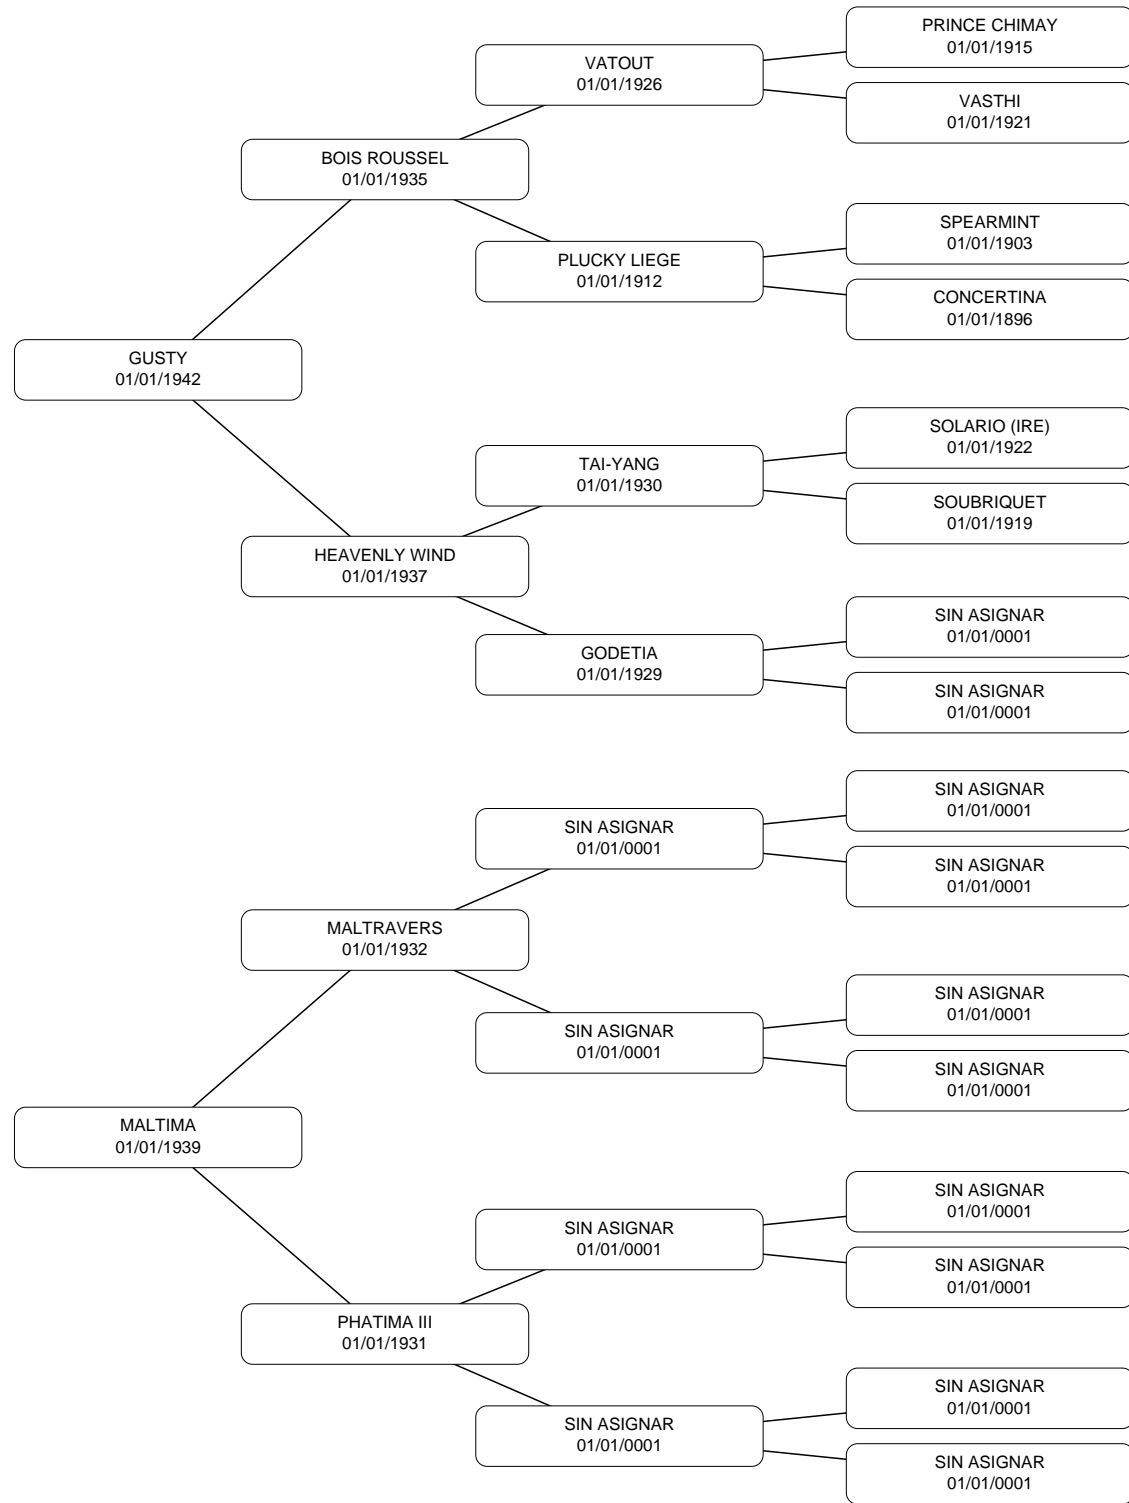 PRINCE CHIMAY
01/01/1915
VATOUT
01/01/1926
VASTHI
01/01/1921
BOIS ROUSSEL
01/01/1935
SPEARMINT
01/01/1903
PLUCKY LIEGE
01/01/1912
CONCERTINA
01/01/1896
GUSTY
01/01/1942
SOLARIO (IRE)
01/01/1922
TAI-YANG
01/01/1930
SOUBRIQUET
01/01/1919
HEAVENLY WIND
01/01/1937
SIN ASIGNAR
01/01/0001
GODETIA
01/01/1929
SIN ASIGNAR
01/01/0001
SIN ASIGNAR
01/01/0001
SIN ASIGNAR
01/01/0001
SIN ASIGNAR
01/01/0001
MALTRAVERS
01/01/1932
SIN ASIGNAR
01/01/0001
SIN ASIGNAR
01/01/0001
SIN ASIGNAR
01/01/0001
MALTIMA
01/01/1939
SIN ASIGNAR
01/01/0001
SIN ASIGNAR
01/01/0001
SIN ASIGNAR
01/01/0001
PHATIMA III
01/01/1931
SIN ASIGNAR
01/01/0001
SIN ASIGNAR
01/01/0001
SIN ASIGNAR
01/01/0001